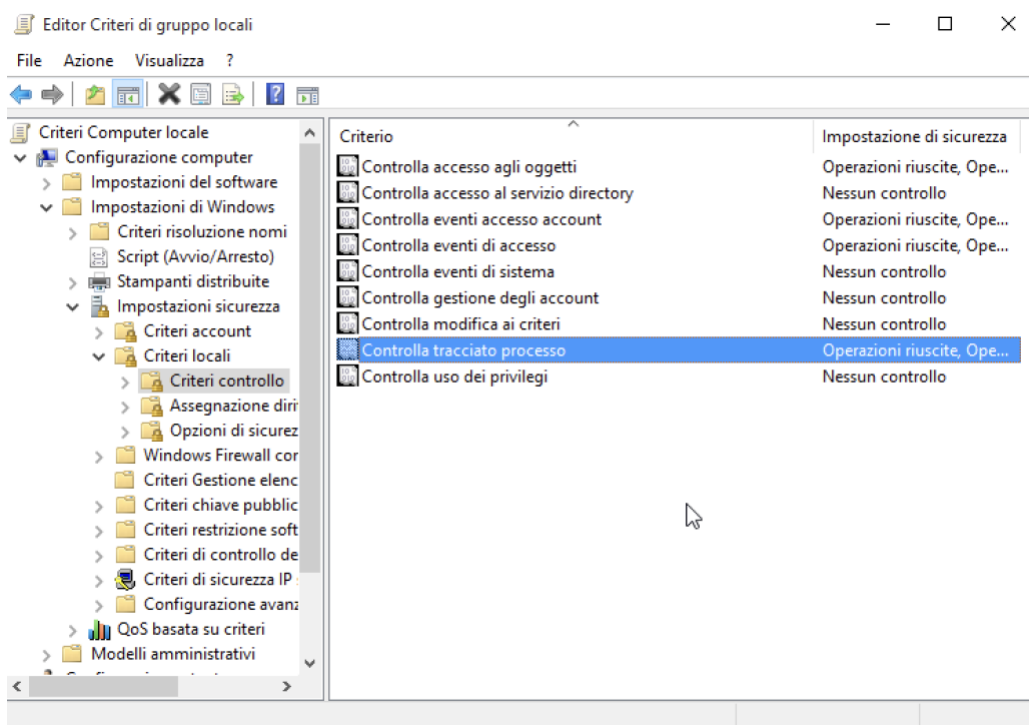 Editor Criteri di gruppo locali
File Azione Visualizza ?
Criteri Computer locale
Configurazione computer
Impostazioni del software
Impostazioni di Windows
Criteri risoluzione nomi
Script (Avvio/Arresto)
Stampanti distribuite
Impostazioni sicurezza
Criteri account
Criteri locali
Criteri controllo
Assegnazione diri
Opzioni di sicurez
Windows Firewall cor
Criteri Gestione elenc
Criteri chiave pubblic
Criteri restrizione soft
Criteri di controllo de
Criteri di sicurezza IP
Configurazione avanz
QoS basata su criteri
Modelli amministrativi
Criterio Impostazione di sicurezza
Controlla accesso agli oggetti Operazioni riuscite, Ope...
Controlla accesso al servizio directory Nessun controllo
Controlla eventi accesso account Operazioni riuscite, Ope...
Controlla eventi di accesso Operazioni riuscite, Ope...
Controlla eventi di sistema Nessun controllo
Controlla gestione degli account Nessun controllo
Controlla modifica ai criteri Nessun controllo
Controlla tracciato processo Operazioni riuscite, Ope...
Controlla uso dei privilegi Nessun controllo